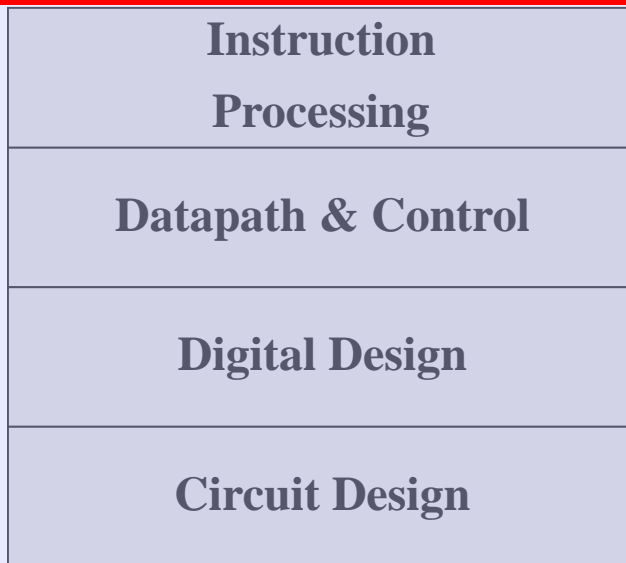 Instruction
Processing
Datapath & Control
Digital Design
Circuit Design